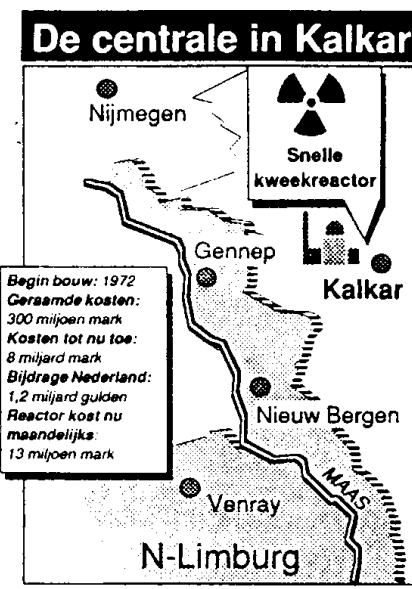 De centrale in Kalkar
Nijmegen
Snelle
kweekreactor
Gennep
Kalkar
Begin bouw: 1972
Geraamde kosten:
300 miljoen mark
Kosten tot nu toe:
8 miljard mark
Bijdrage Nederland:
1,2 miljard gulden
Reactor kost nu
maandelijks:
13 miljoen mark
Nieuw Bergen
MAAS
Venray
N-Limburg